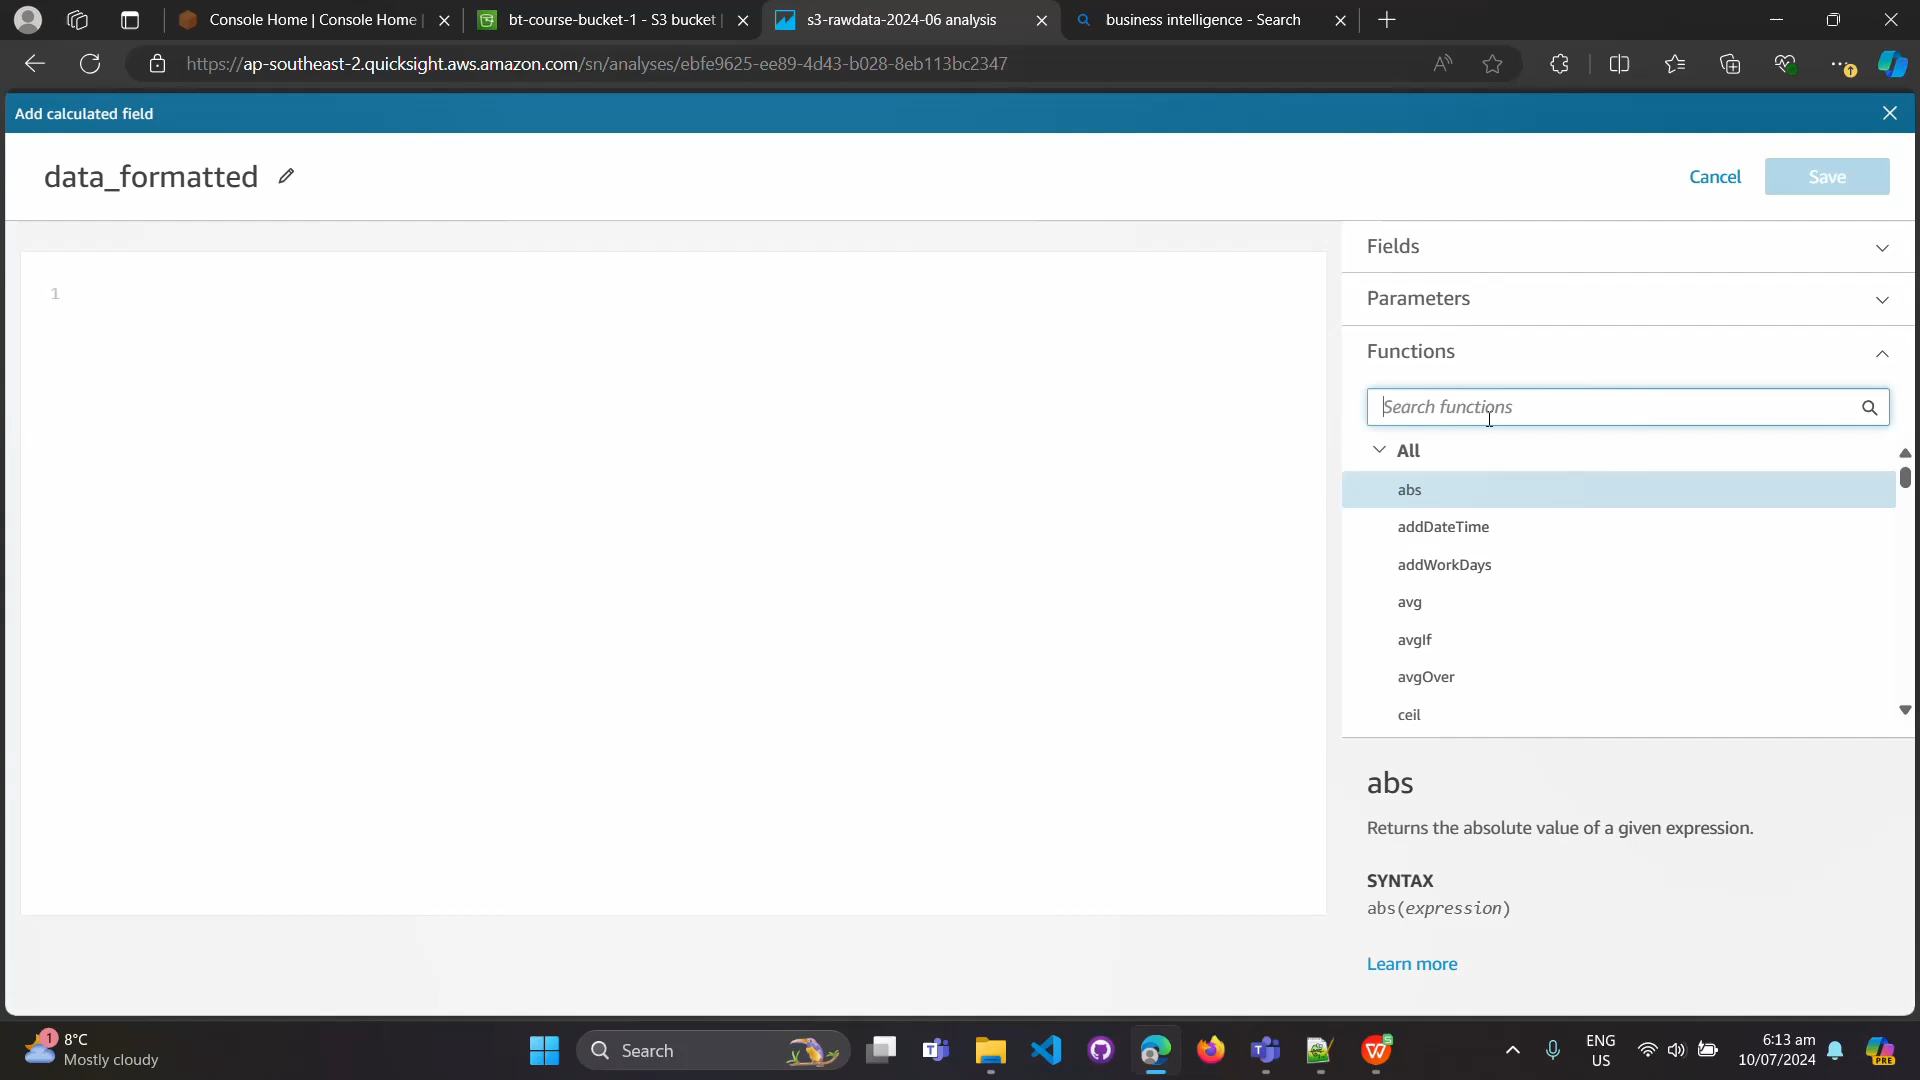 Console Home | Console Home
bt-course-bucket-1 - S3 bucket
s3-rawdata-2024-06 analysis
business intelligence - Search
https://ap-southeast-2.quicksight.aws.amazon.com/sn/analyses/ebfe9625-ee89-4d43-b028-8eb113bc2347
Add calculated field
data_formatted
Cancel
Save
1
Fields
Parameters
Functions
Search functions
All
abs
addDateTime
addWorkDays
avg
avgIf
avgOver
ceil
abs
Returns the absolute value of a given expression.
SYNTAX
abs(expression)
Learn more
1
8°C
Mostly cloudy
Search
ENG
US
6:13 am
10/07/2024
PRE